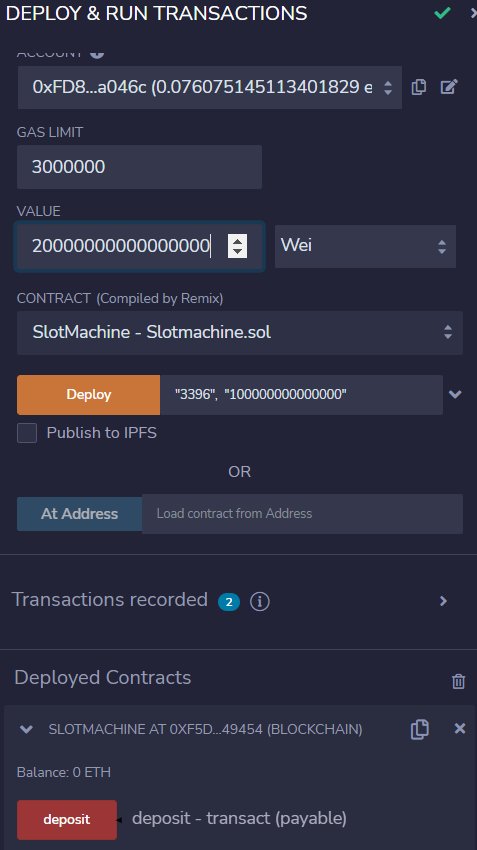 DEPLOY & RUN TRANSACTIONS
ACCOUNT
0xFD8...a046c (0.076075145113401829 e
GAS LIMIT
3000000
VALUE
20000000000000000
Wei
CONTRACT (Compiled by Remix)
SlotMachine - Slotmachine.sol
Deploy
"3396", "100000000000000"
Publish to IPFS
OR
At Address
Load contract from Address
Transactions recorded 2 i
Deployed Contracts
SLOTMACHINE AT 0XF5D...49454 (BLOCKCHAIN)
Balance: 0 ETH
deposit
deposit - transact (payable)